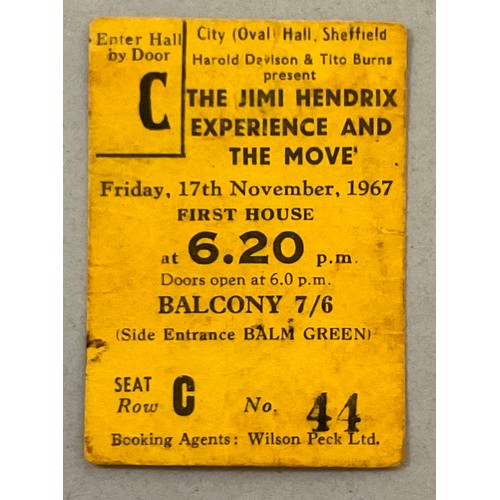 Enter Hall
by Door
C
City (Oval) Hall, Sheffield
Harold Davison & Tito Burns
present
THE JIMI HENDRIX
EXPERIENCE AND
THE MOVE'
Friday, 17th November, 1967
FIRST HOUSE
at 6.20 p.m.
Doors open at 6.0 p.m.
BALCONY 7/6
(Side Entrance BALM GREEN)
SEAT
Row C No. 44
Booking Agents: Wilson Peck Ltd.